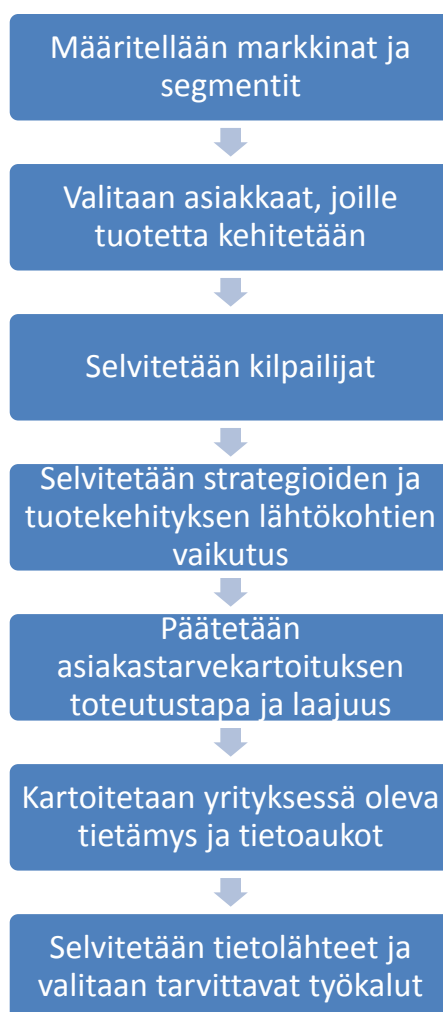 Määritellään markkinat ja
segmentit
Valitaan asiakkaat, joille
tuotetta kehitetään
Selvitetään kilpailijat
Selvitetään strategioiden ja
tuotekehityksen lähtökohtien
vaikutus
Päätetään
asiakastarvekartoituksen
toteutustapa ja laajuus
Kartoitetaan yrityksessä oleva
tietämys ja tietoaukot
Selvitetään tietolähteet ja
valitaan tarvittavat työkalut